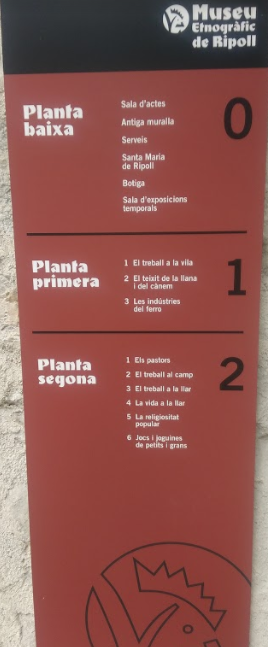 Museu
Etnogràfic
de Ripoll
Planta
baixa
Sala d'actes
Antiga muralla
Serveis
Santa Maria
de Ripoll
Botiga
Sala d'exposicions
temporals
0
Planta
primera
1 El treball a la vila
2 El teixit de la llana
i del cànem
3 Les indústries
del ferro
1
Planta
segona
1 Els pastors
2 El treball al camp
3 El treball a la llar
4 La vida a la llar
5 La religiositat
popular
6 Jocs i joguines
de petits i grans
2